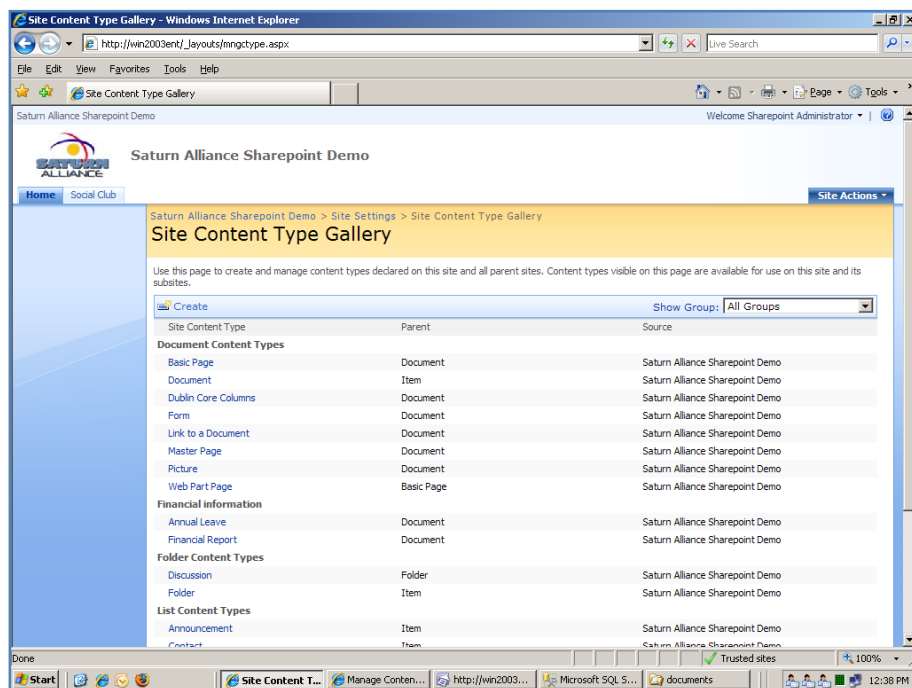 Site Content Type Gallery - Windows Internet Explorer
http://win2003ent/_layouts/mngctype.aspx
Live Search
File Edit View Favorites Tools Help
Site Content Type Gallery
Page Tools
Saturn Alliance Sharepoint Demo
Welcome Sharepoint Administrator
SATURN
ALLIANCE
Saturn Alliance Sharepoint Demo
Home Social Club
Site Actions
Saturn Alliance Sharepoint Demo > Site Settings > Site Content Type Gallery
Site Content Type Gallery
Use this page to create and manage content types declared on this site and all parent sites. Content types visible on this page are available for use on this site and its
subsites.
Create
Show Group: All Groups
Site Content Type Parent Source
Document Content Types
Basic Page Document Saturn Alliance Sharepoint Demo
Document Item Saturn Alliance Sharepoint Demo
Dublin Core Columns Document Saturn Alliance Sharepoint Demo
Form Document Saturn Alliance Sharepoint Demo
Link to a Document Document Saturn Alliance Sharepoint Demo
Master Page Document Saturn Alliance Sharepoint Demo
Picture Document Saturn Alliance Sharepoint Demo
Web Part Page Basic Page Saturn Alliance Sharepoint Demo
Financial information
Annual Leave Document Saturn Alliance Sharepoint Demo
Financial Report Document Saturn Alliance Sharepoint Demo
Folder Content Types
Discussion Folder Saturn Alliance Sharepoint Demo
Folder Item Saturn Alliance Sharepoint Demo
List Content Types
Announcement Item Saturn Alliance Sharepoint Demo
Contact Item Saturn Alliance Sharepoint Demo
Done
Trusted sites
100%
Start
Site Content T...
Manage Conten...
http://win2003...
Microsoft SQL S...
documents
12:38 PM